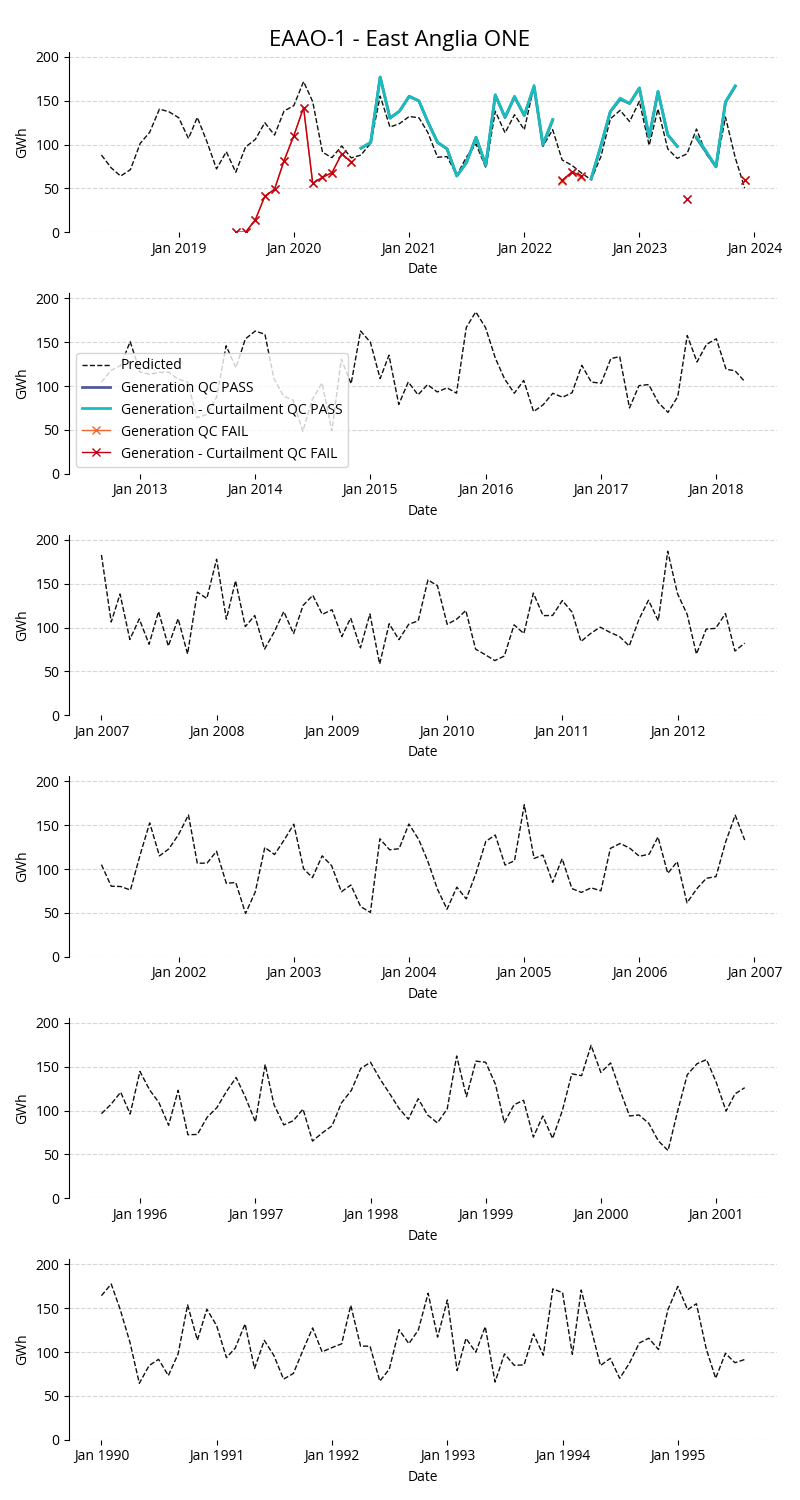 EAAO-1 - East Anglia ONE
200
150
100
50
0
GWh
Jan 2019 Jan 2020 Jan 2021 Jan 2022 Jan 2023 Jan 2024
Date
200
150
100
50
0
GWh
Predicted
Generation QC PASS
Generation - Curtailment QC PASS
Generation QC FAIL
Generation - Curtailment QC FAIL
Jan 2013 Jan 2014 Jan 2015 Jan 2016 Jan 2017 Jan 2018
Date
200
150
100
50
0
GWh
Jan 2007 Jan 2008 Jan 2009 Jan 2010 Jan 2011 Jan 2012
Date
200
150
100
50
0
GWh
Jan 2002 Jan 2003 Jan 2004 Jan 2005 Jan 2006 Jan 2007
Date
200
150
100
50
0
GWh
Jan 1996 Jan 1997 Jan 1998 Jan 1999 Jan 2000 Jan 2001
Date
200
150
100
50
0
GWh
Jan 1990 Jan 1991 Jan 1992 Jan 1993 Jan 1994 Jan 1995
Date